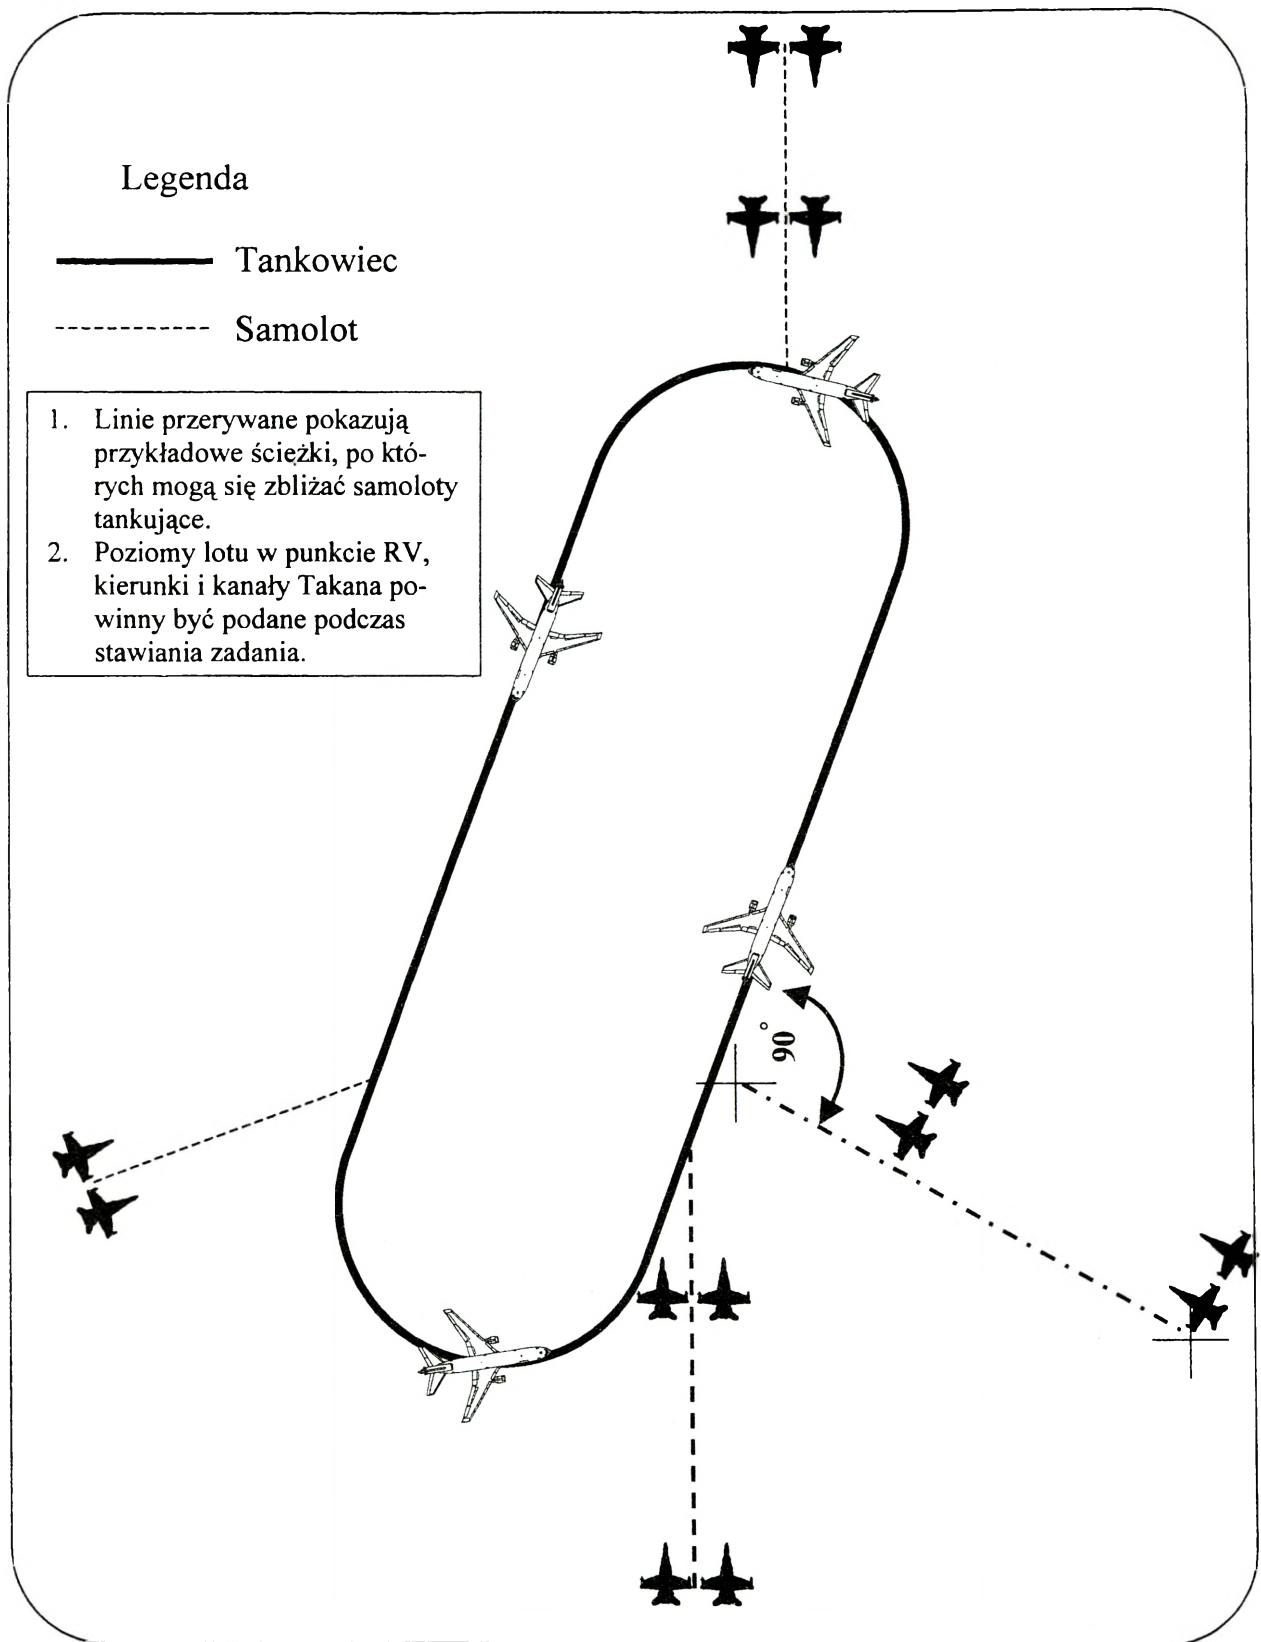 Legenda
Tankowiec
Samolot
1. Linie przerywane pokazują
przykładowe ścieżki, po któ-
rych mogą się zbliżać samoloty
tankujące.
2. Poziomy lotu w punkcie RV,
kierunki i kanały Takana po-
winny być podane podczas
stawiania zadania.
90°